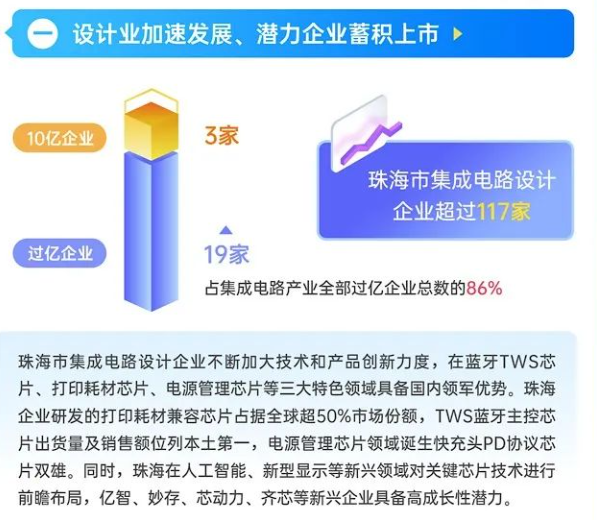 一 设计业加速发展、潜力企业蓄积上市
10亿企业
3家
珠海市集成电路设计
企业超过117家
过亿企业
19家
占集成电路产业全部过亿企业总数的86%
珠海市集成电路设计企业不断加大技术和产品创新力度，在蓝牙TWS芯
片、打印耗材芯片、电源管理芯片等三大特色领域具备国内领军优势。珠海
企业研发的打印耗材兼容芯片占据全球超50%市场份额，TWS蓝牙主控芯
片出货量及销售额位列本土第一，电源管理芯片领域诞生快充头PD协议芯
片双雄。同时，珠海在人工智能、新型显示等新兴领域对关键芯片技术进行
前瞻布局，亿智、妙存、芯动力、齐芯等新兴企业具备高成长性潜力。